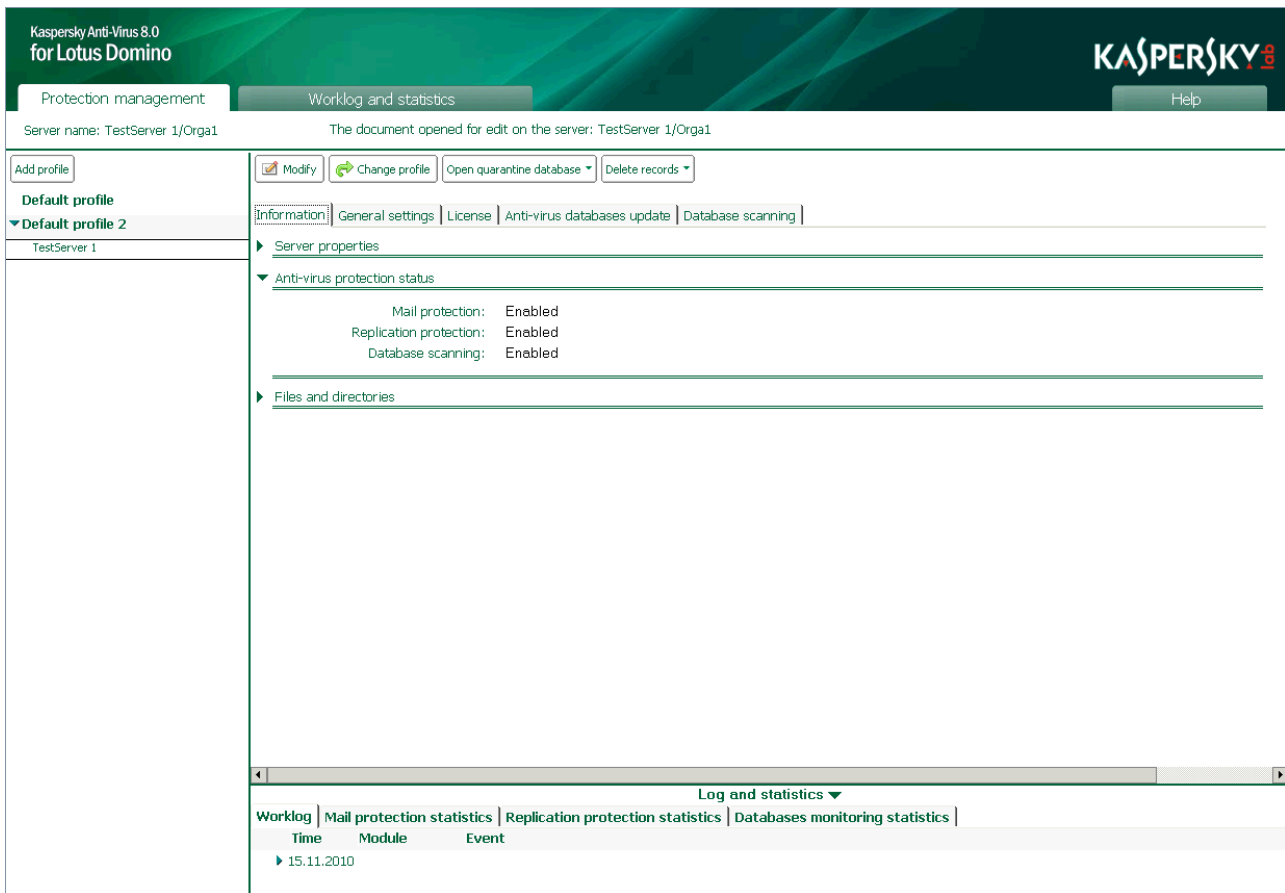 Kaspersky Anti-Virus 8.0
for Lotus Domino
KASPERSKY lab
Protection management
Worklog and statistics
Help
Server name: TestServer 1/Orga1
The document opened for edit on the server: TestServer 1/Orga1
Add profile
Modify
Change profile
Open quarantine database
Delete records
Default profile
Default profile 2
TestServer 1
Information
General settings
License
Anti-virus databases update
Database scanning
Server properties
Anti-virus protection status
Mail protection: Enabled
Replication protection: Enabled
Database scanning: Enabled
Files and directories
Log and statistics
Worklog
Mail protection statistics
Replication protection statistics
Databases monitoring statistics
Time Module Event
15.11.2010